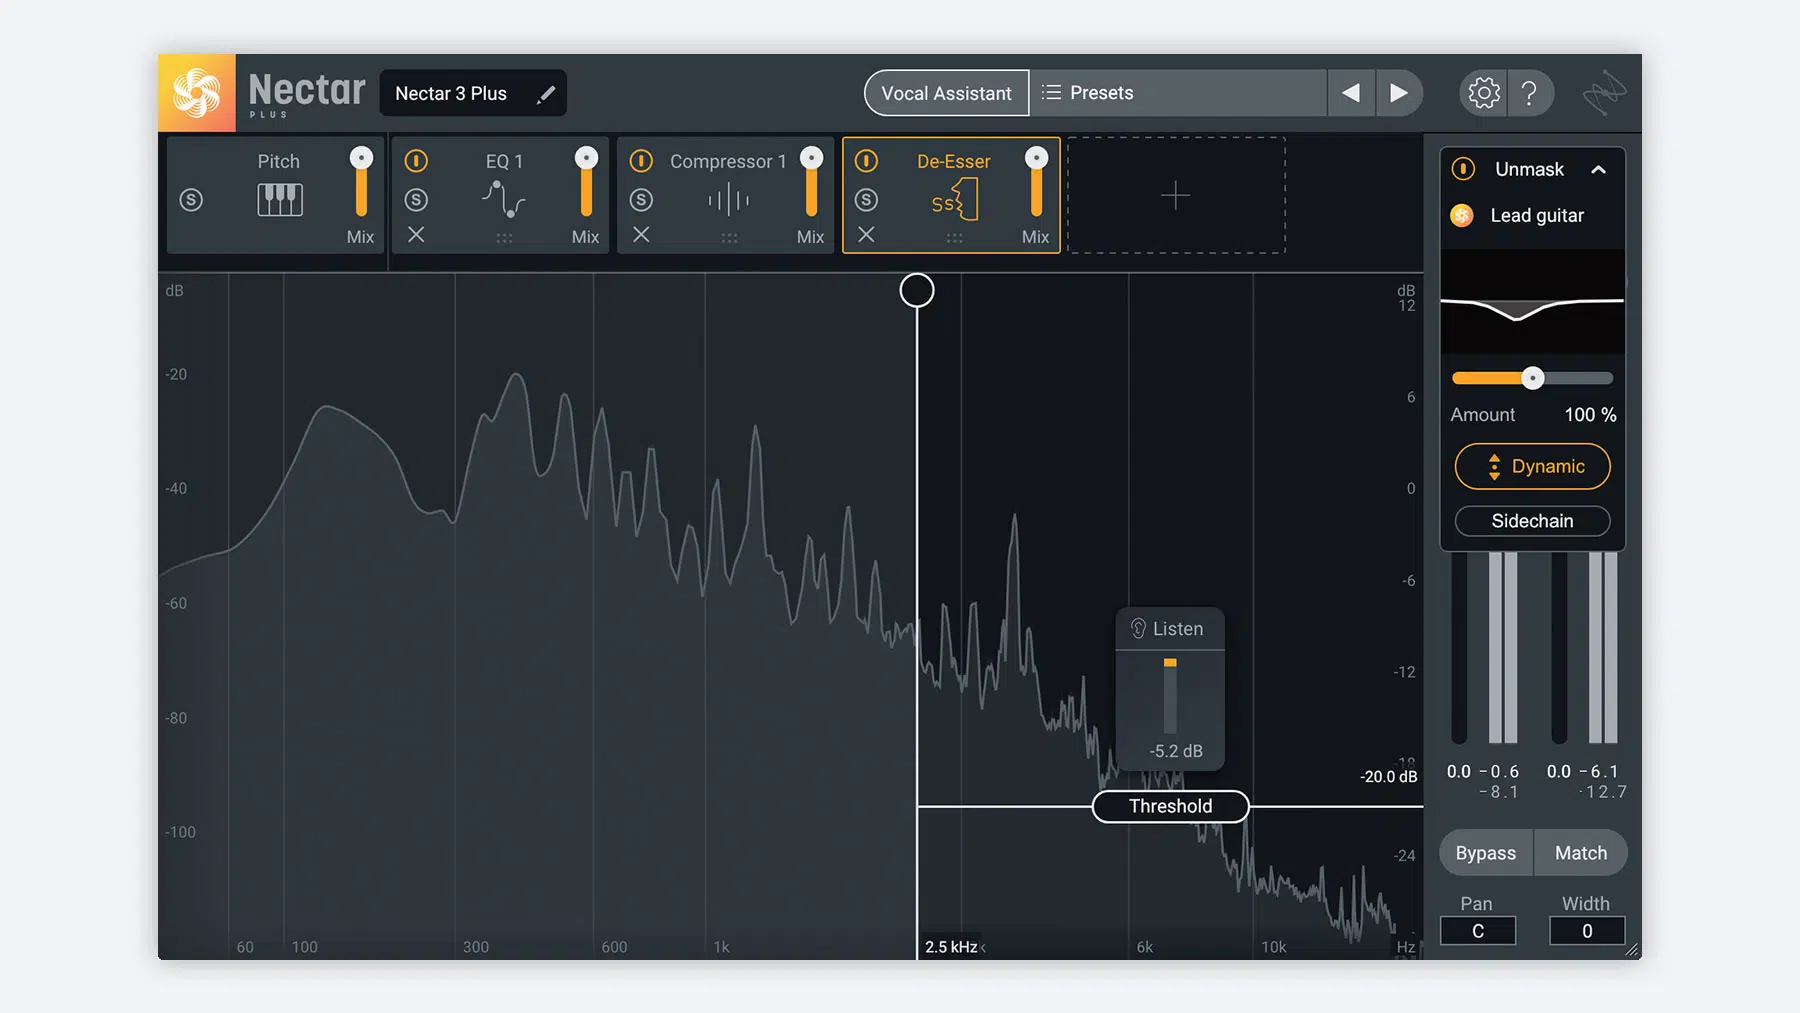 Nectar
PLUS
Nectar 3 Plus
Vocal Assistant
Presets
?
Pitch
S
Mix
EQ 1
S
Mix
Compressor 1
S
Mix
De-Esser
S
Ss
Mix
Unmask
Lead guitar
Amount 100 %
Dynamic
Sidechain
dB
-20
-40
-60
-80
-100
dB
12
6
0
-6
-12
-18
-20.0 dB
-24
Listen
-5.2 dB
Threshold
60
100
300
600
1k
2.5 kHz
6k
10k
Hz
0.0 -0.6
-8.1
0.0 -6.1
-12.7
Bypass
Match
Pan
C
Width
0